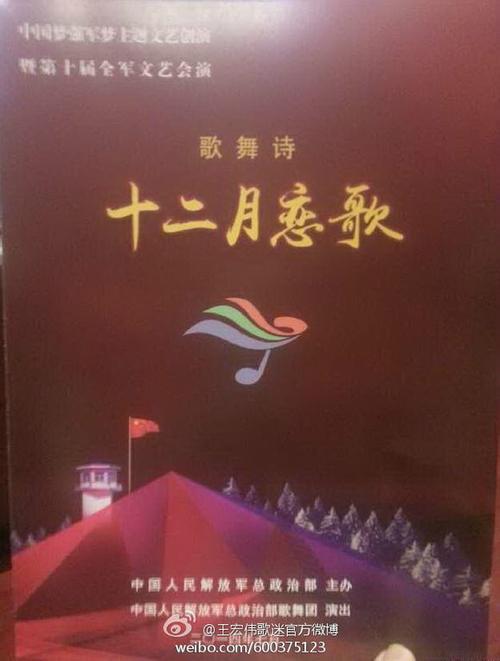 中国梦·强军梦主题文艺创演
暨第十届全军文艺会演
歌舞诗
十二月恋歌
中国人民解放军总政治部 主办
中国人民解放军总政治部歌舞团 演出
@王宏伟歌迷官方微博
weibo.com/600375123